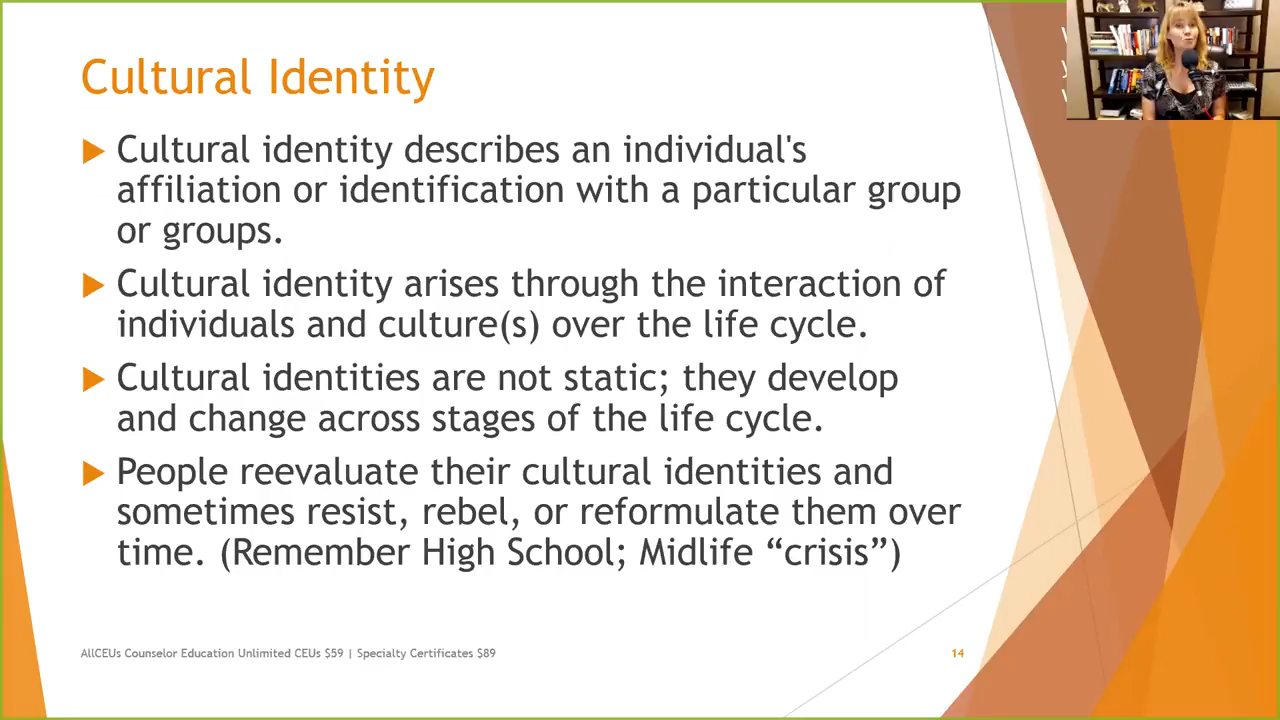 Cultural Identity
Cultural identity describes an individual's
affiliation or identification with a particular group
or groups.
Cultural identity arises through the interaction of
individuals and culture(s) over the life cycle.
Cultural identities are not static; they develop
and change across stages of the life cycle.
People reevaluate their cultural identities and
sometimes resist, rebel, or reformulate them over
time. (Remember High School; Midlife “crisis”)
AllCEUs Counselor Education Unlimited CEUs $59 | Specialty Certificates $89
14